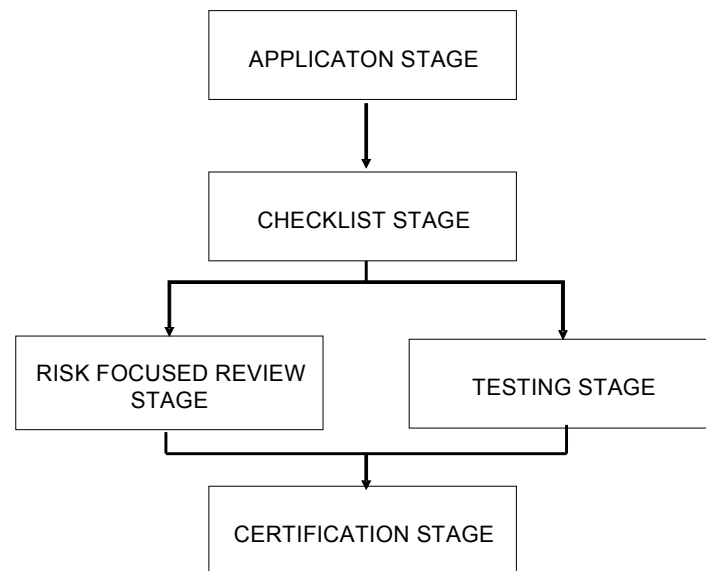 APPLICATON STAGE
CHECKLIST STAGE
RISK FOCUSED REVIEW
STAGE
TESTING STAGE
CERTIFICATION STAGE